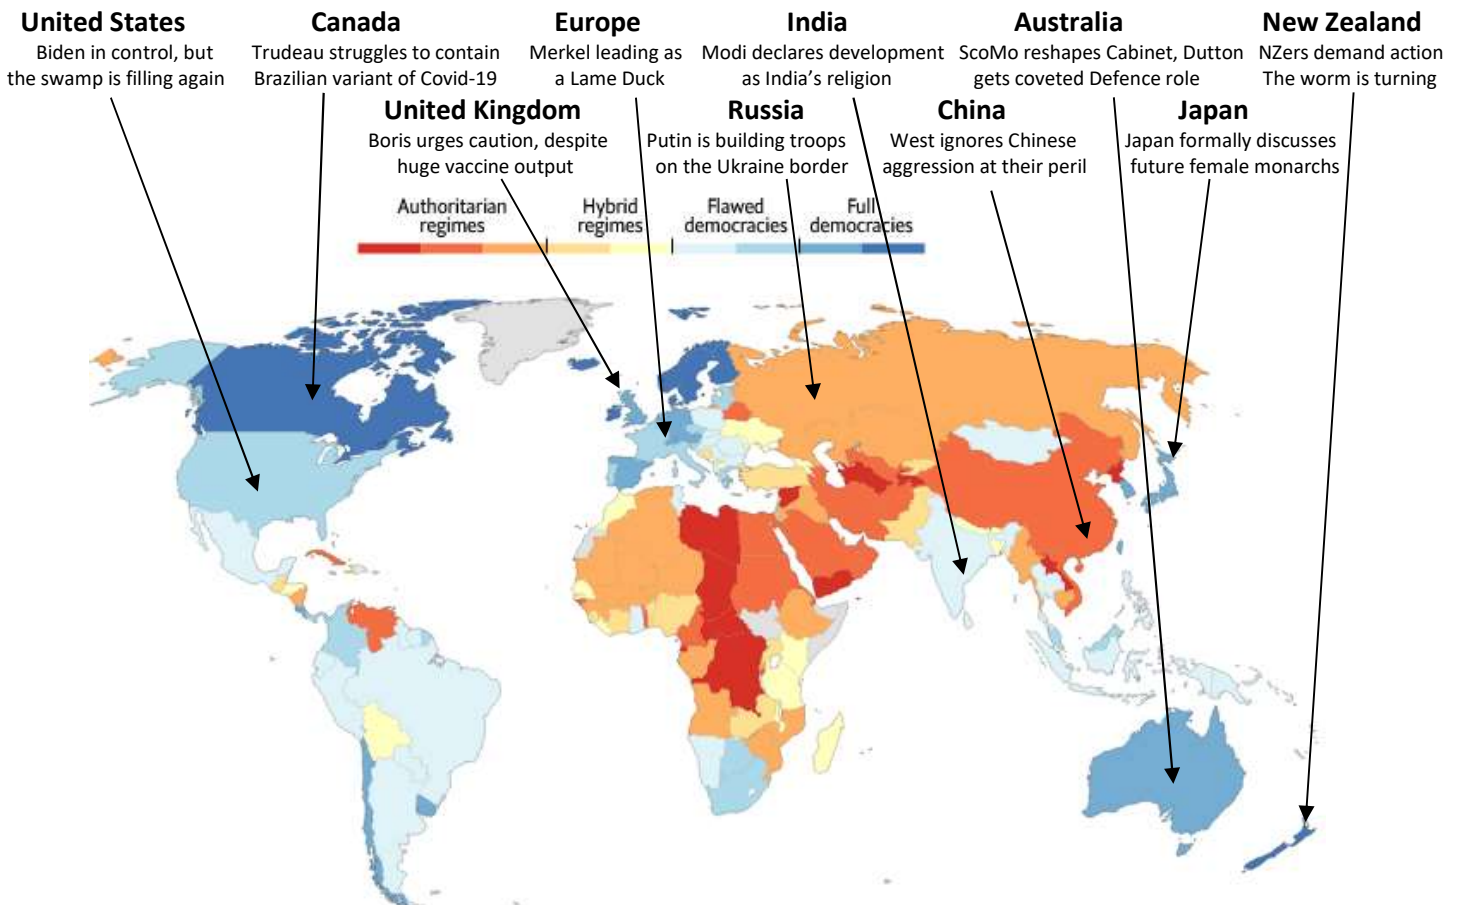 United States
Biden in control, but
the swamp is filling again
Canada
Trudeau struggles to contain
Brazilian variant of Covid-19
Europe
Merkel leading as
a Lame Duck
India
Modi declares development
as India’s religion
Australia
ScoMo reshapes Cabinet, Dutton
gets coveted Defence role
New Zealand
NZers demand action
The worm is turning
United Kingdom
Boris urges caution, despite
huge vaccine output
Russia
Putin is building troops
on the Ukraine border
China
West ignores Chinese
aggression at their peril
Japan
Japan formally discusses
future female monarchs
Authoritarian
regimes
Hybrid
regimes
Flawed
democracies
Full
democracies